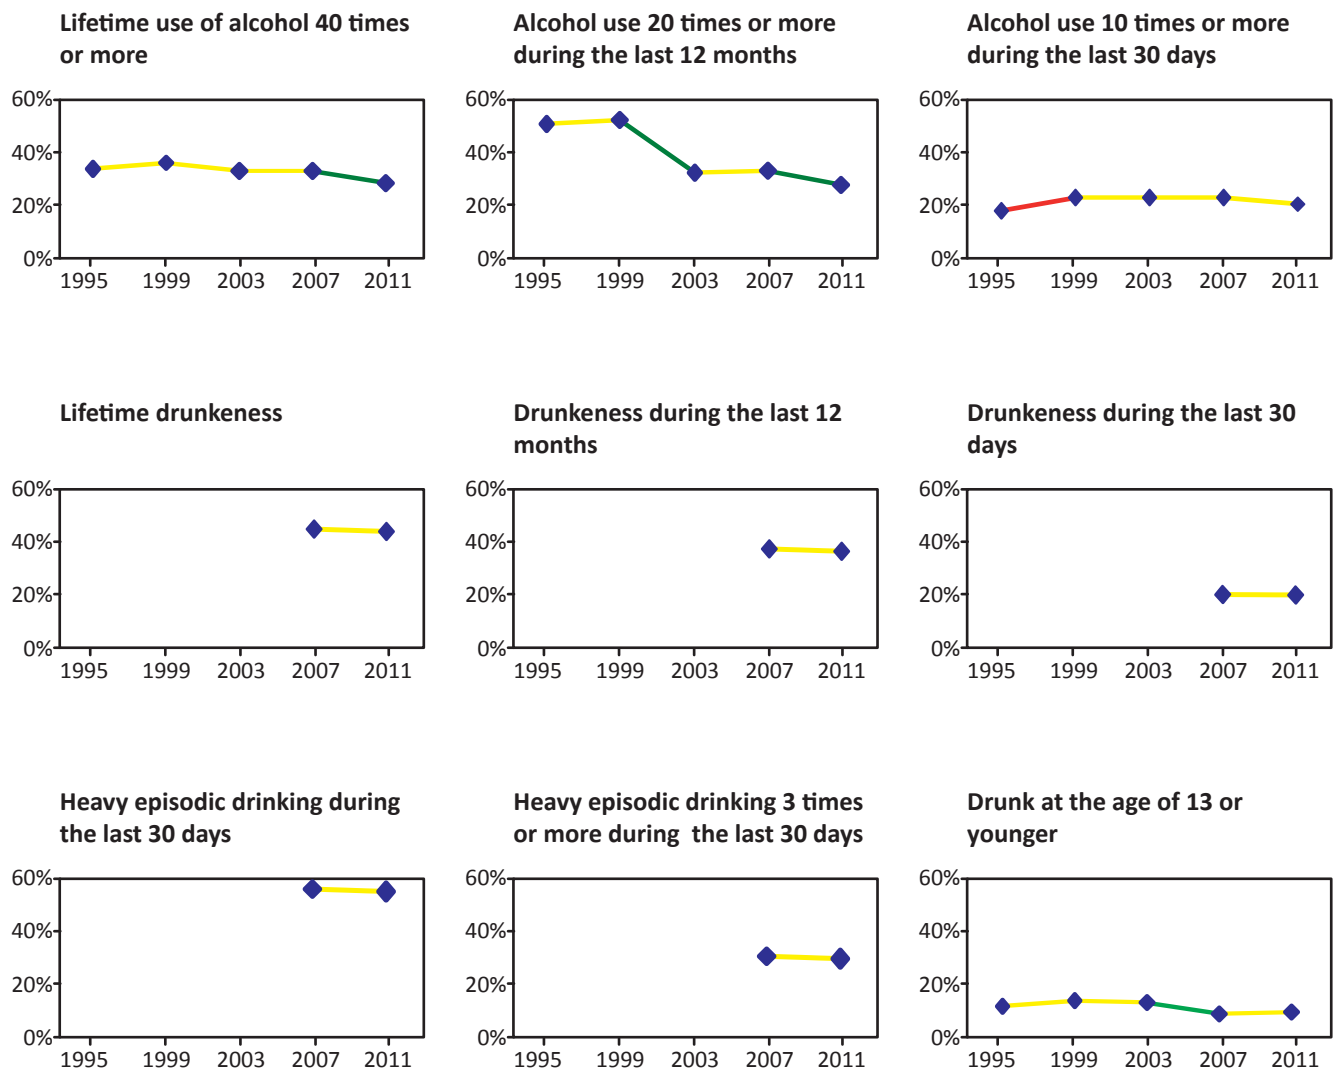 Lifetime use of alcohol 40 times
or more
60%
40%
20%
0%
1995 1999 2003 2007 2011
Alcohol use 20 times or more
during the last 12 months
60%
40%
20%
0%
1995 1999 2003 2007 2011
Alcohol use 10 times or more
during the last 30 days
60%
40%
20%
0%
1995 1999 2003 2007 2011
Lifetime drunkeness
60%
40%
20%
0%
1995 1999 2003 2007 2011
Drunkeness during the last 12
months
60%
40%
20%
0%
1995 1999 2003 2007 2011
Drunkeness during the last 30
days
60%
40%
20%
0%
1995 1999 2003 2007 2011
Heavy episodic drinking during
the last 30 days
60%
40%
20%
0%
1995 1999 2003 2007 2011
Heavy episodic drinking 3 times
or more during the last 30 days
60%
40%
20%
0%
1995 1999 2003 2007 2011
Drunk at the age of 13 or
younger
60%
40%
20%
0%
1995 1999 2003 2007 2011